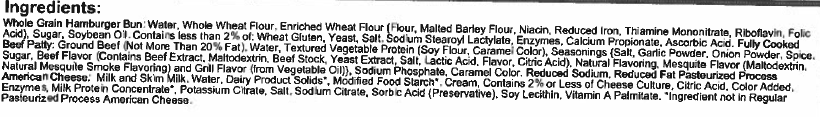 Ingredients:
Whole Grain Hamburger Bun: Water, Whole Wheat Flour, Enriched Wheat Flour (Flour, Malted Barley Flour, Niacin, Reduced Iron, Thiamine Mononitrate, Riboflavin, Folic
Acid), Sugar, Soybean Oil. Contains less than 2% of: Wheat Gluten, Yeast, Salt. Sodium Stearoyl Lactylate, Enzymes, Calcium Propionate, Ascorbic Acid. Fully Cooked
Beef Patty: Ground Beef (Not More Than 20% Fat), Water, Textured Vegetable Protein (Soy Flour, Caramel Color), Seasonings (Salt, Garlic Powder, Onion Powder, Spice,
Sugar, Beef Flavor (Contains Beef Extract, Maltodextrin, Beef Stock, Yeast Extract, Salt, Lactic Acid, Flavor, Citric Acid), Natural Flavoring, Mesquite Flavor (Maltodextrin,
Natural Mesquite Smoke Flavoring) and Grill Flavor (from Vegetable Oil)), Sodium Phosphate, Caramel Color. Reduced Sodium, Reduced Fat Pasteurized Process
American Cheese: Milk and Skim Milk, Water, Dairy Product Solids*, Modified Food Starch*, Cream, Contains 2% or Less of Cheese Culture, Citric Acid, Color Added,
Enzymes, Milk Protein Concentrate*, Potassium Citrate, Salt, Sodium Citrate, Sorbic Acid (Preservative), Soy Lecithin, Vitamin A Palmitate. *Ingredient not in Regular
Pasteurized Process American Cheese.